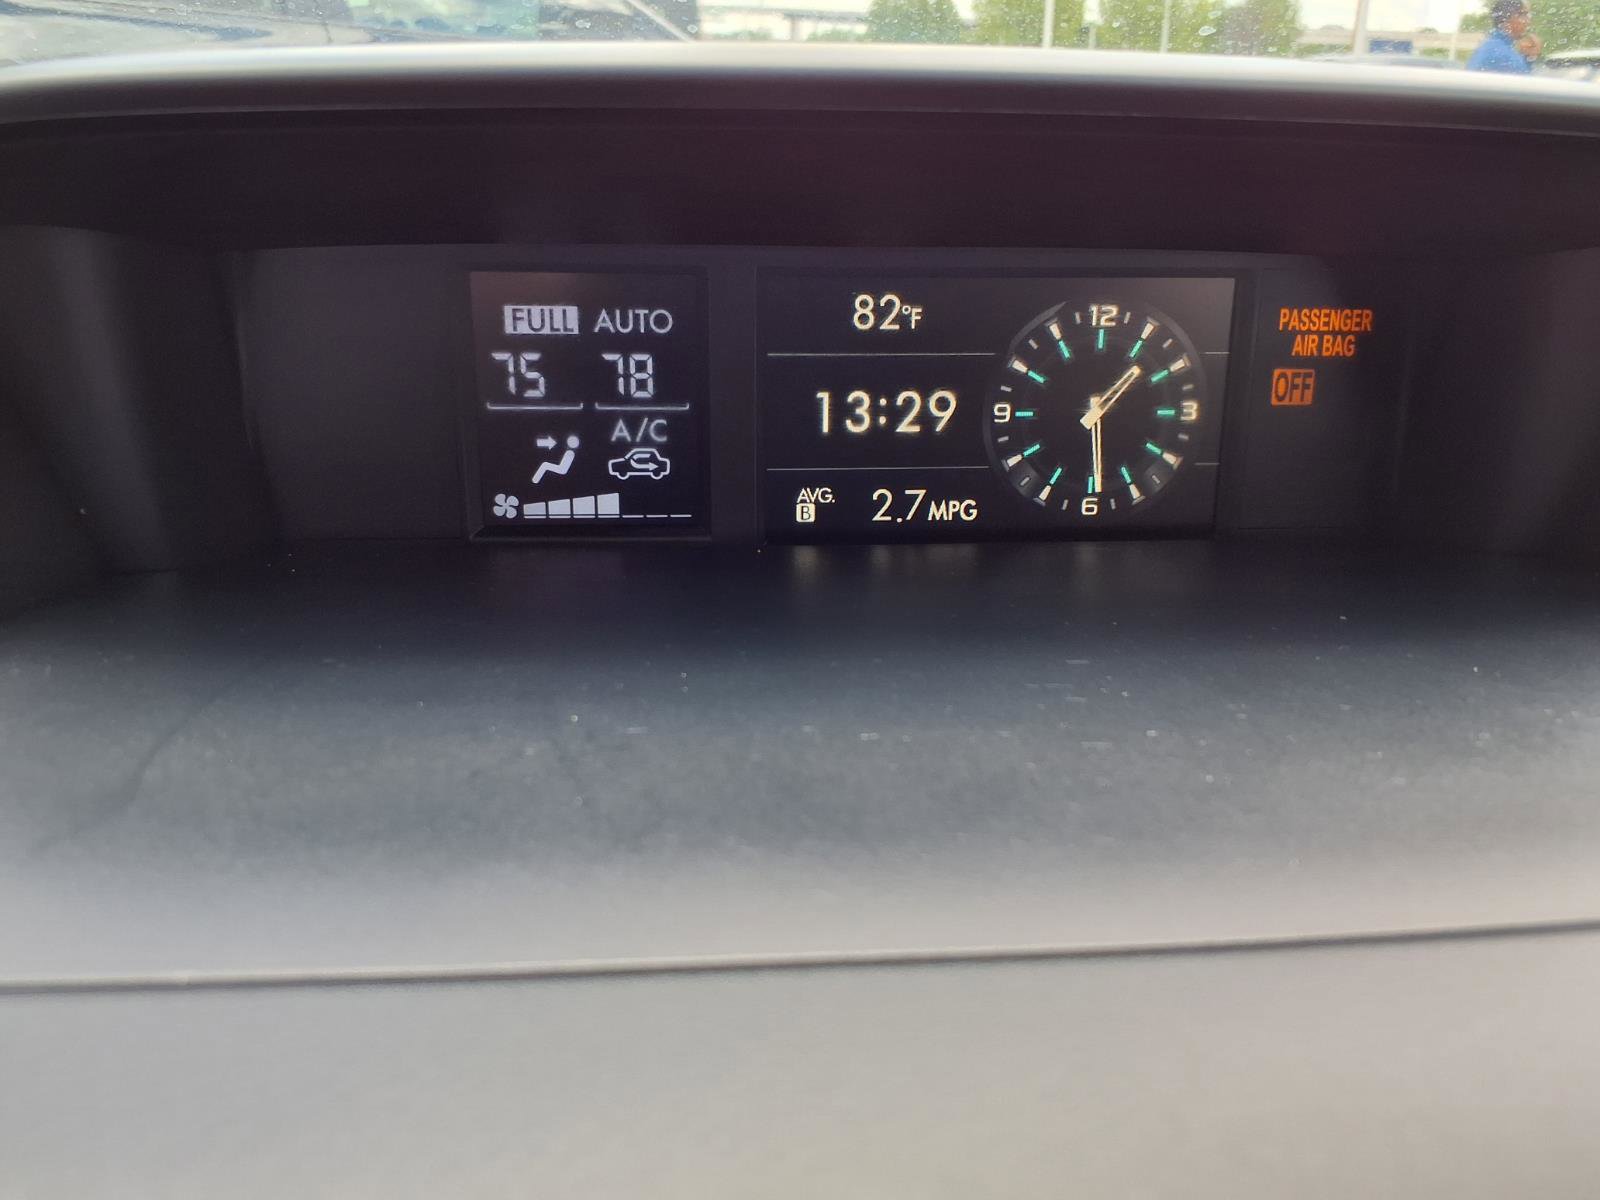 FULL AUTO
75 78
A/C
82°F
13:29
AVG.
B
2.7 MPG
12
3
6
9
PASSENGER
AIR BAG
OFF